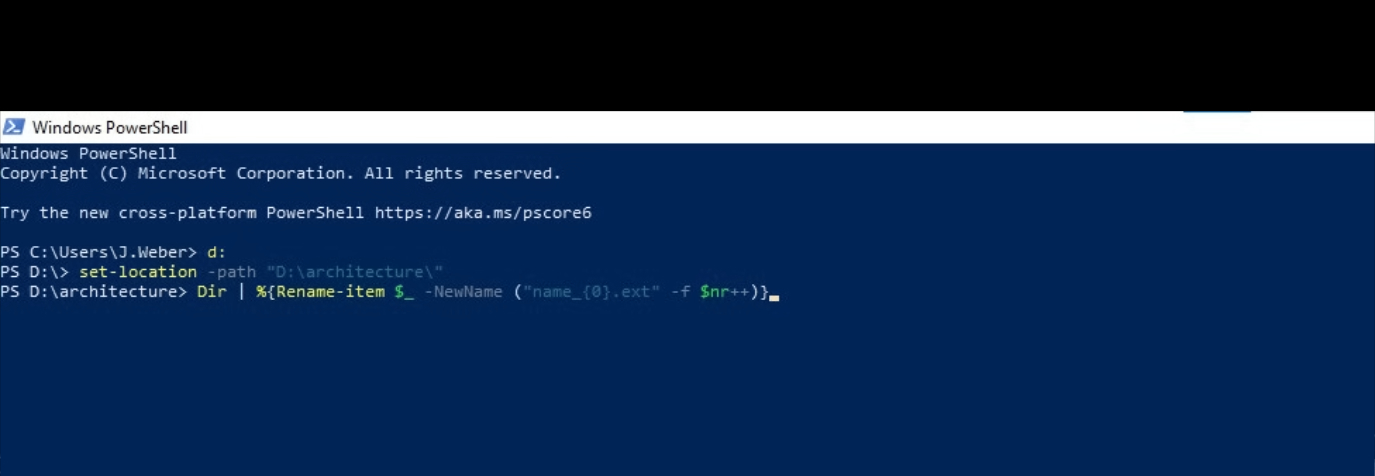 Windows PowerShell
Windows PowerShell
Copyright (C) Microsoft Corporation. All rights reserved.
Try the new cross-platform PowerShell https://aka.ms/pscore6
PS C:\Users\J.Weber> d:
PS D:\> set-location -path "D:\architecture\"
PS D:\architecture> Dir | %{Rename-item $_ -NewName ("name_{0}.ext" -f $nr++)}